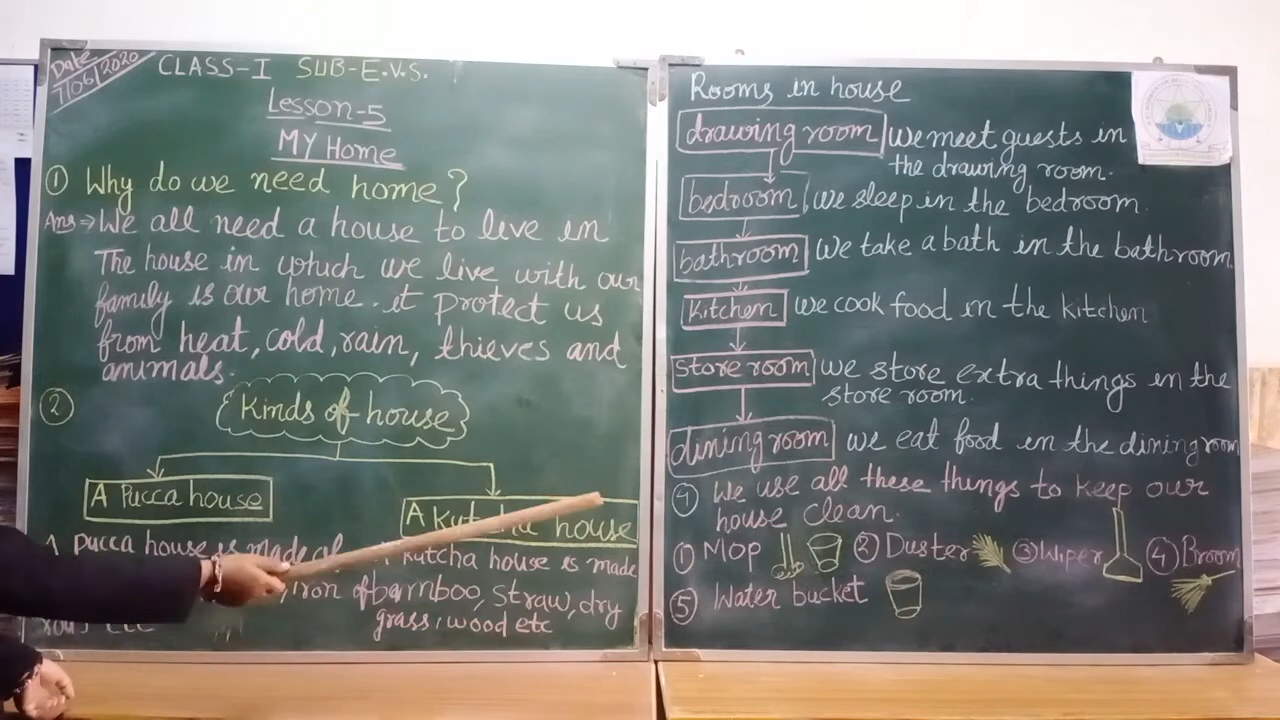 Date
7/06/2020
CLASS-I SUB-E.V.S.
Lesson-5
MY Home
① Why do we need home?
Ans → We all need a house to live in
The house in which we live with our
family is our home. it protect us
from heat, cold, rain, thieves and
animals.
②
Kinds of house
A Pucca house
pucca house is made of
iron
etc
A kutcha house
kutcha house is made
of bamboo, straw, dry
grass, wood etc
Rooms in house
drawing room We meet guests in
the drawing room.
bedroom, we sleep in the bedroom.
bathroom We take a bath in the bathroom.
kitchen we cook food in the kitchen
store room we store extra things in the
store room.
dining room we eat food in the dining room
We use all these things to keep our
house clean.
① Mop ② Duster ③ Wiper ④ Broom
⑤ Water bucket